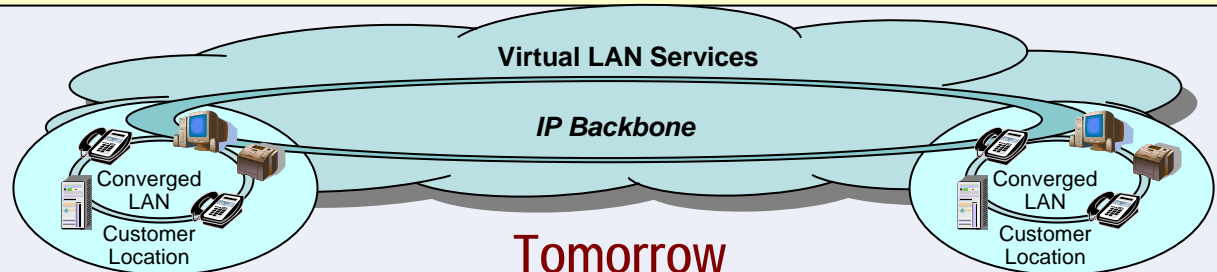 Virtual LAN Services
IP Backbone
Converged
LAN
Customer
Location
Converged
LAN
Customer
Location
Tomorrow